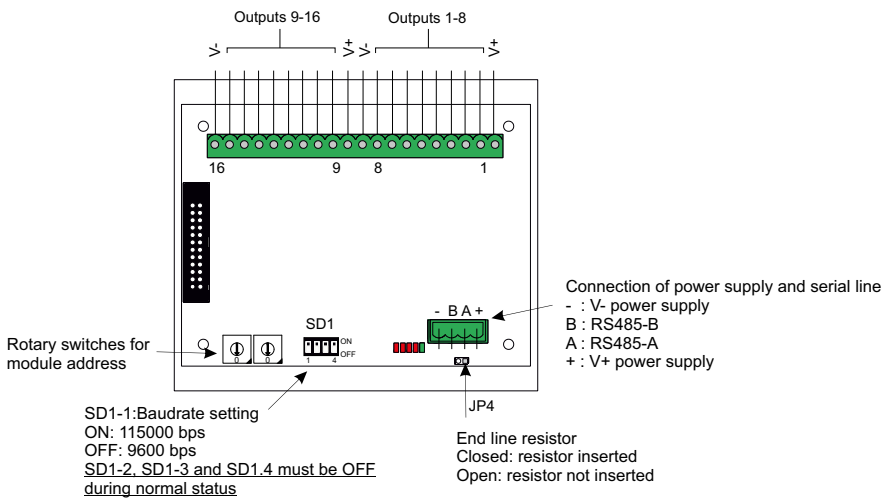 Outputs 9-16
Outputs 1-8
V-
V+
V-
V+
16
9
8
1
Connection of power supply and serial line
- : V- power supply
B : RS485-B
A : RS485-A
+ : V+ power supply
- B A +
SD1
ON
OFF
1 4
0 0
Rotary switches for
module address
JP4
SD1-1:Baudrate setting
ON: 115000 bps
OFF: 9600 bps
SD1-2, SD1-3 and SD1.4 must be OFF
during normal status
End line resistor
Closed: resistor inserted
Open: resistor not inserted